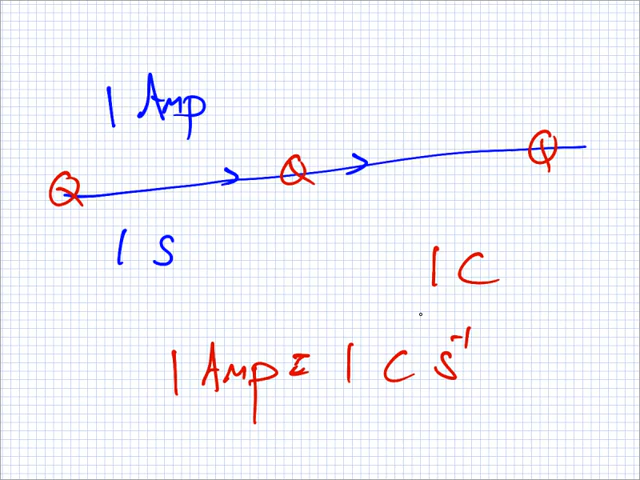 1 Amp
Q Q Q
1 S
1 C
1 Amp = 1 C S⁻¹